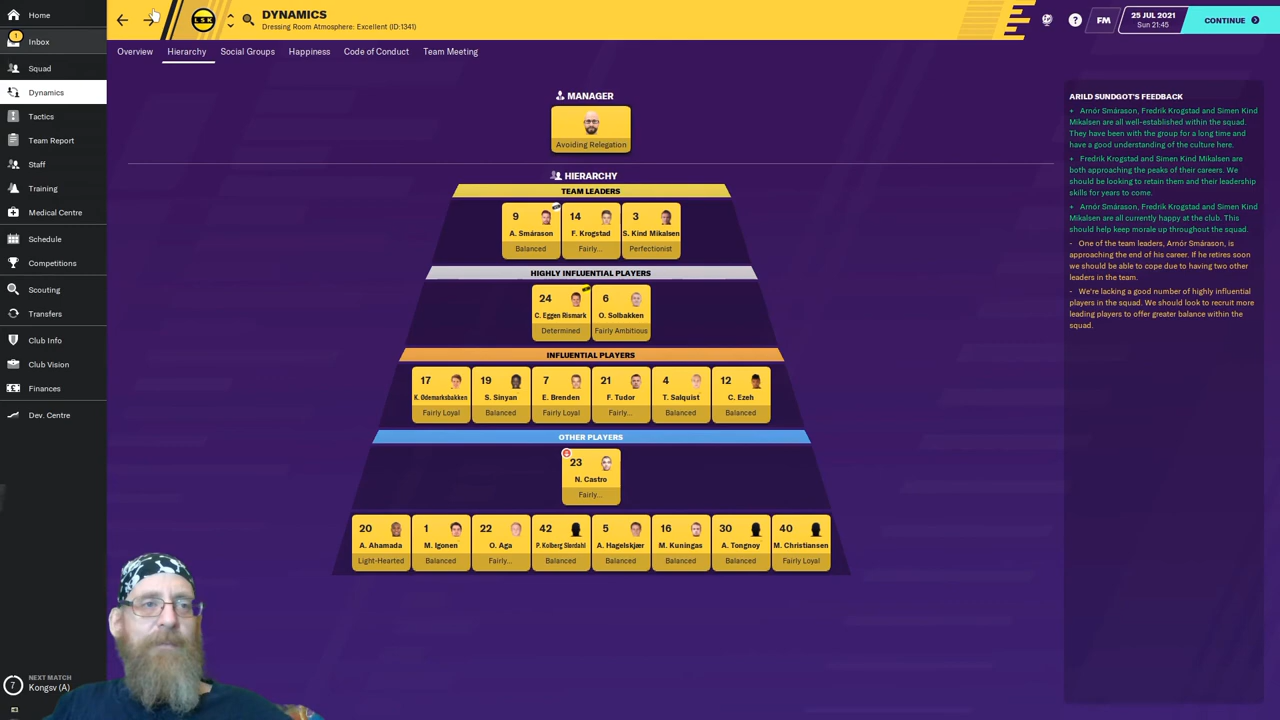 Home
1
Inbox
Squad
Dynamics
Tactics
Team Report
Staff
Training
Medical Centre
Schedule
Competitions
Scouting
Transfers
Club Info
Club Vision
Finances
Dev. Centre
7
NEXT MATCH
Kongsv (A)
LSK
DYNAMICS
Dressing Room Atmosphere: Excellent (ID:1341)
?
FM
25 JUL 2021
Sun 21:45
CONTINUE
Overview
Hierarchy
Social Groups
Happiness
Code of Conduct
Team Meeting
MANAGER
Avoiding Relegation
HIERARCHY
TEAM LEADERS
9
A. Smárason
Balanced
14
F. Krogstad
Fairly...
3
S. Kind Mikalsen
Perfectionist
HIGHLY INFLUENTIAL PLAYERS
24
C. Eggen Rismark
Determined
6
O. Solbakken
Fairly Ambitious
INFLUENTIAL PLAYERS
17
K. Ødemarksbakken
Fairly Loyal
19
S. Sinyan
Balanced
7
E. Brenden
Fairly Loyal
21
F. Tudor
Fairly...
4
T. Salquist
Balanced
12
C. Ezeh
Balanced
OTHER PLAYERS
23
N. Castro
Fairly...
20
A. Ahamada
Light-Hearted
1
M. Igonen
Balanced
22
O. Aga
Fairly...
42
Balanced
5
A. Hagelskjær
Balanced
16
M. Kuningas
Balanced
30
A. Tongnoy
Balanced
40
M. Christiansen
Fairly Loyal
ARILD SUNDGOT'S FEEDBACK
+ Arnór Smárason, Fredrik Krogstad and Simen Kind
Mikalsen are all well-established within the squad.
They have been with the group for a long time and
have a good understanding of the culture here.
+ Fredrik Krogstad and Simen Kind Mikalsen are
both approaching the peaks of their careers. We
should be looking to retain them and their leadership
skills for years to come.
+ Arnór Smárason, Fredrik Krogstad and Simen Kind
Mikalsen are all currently happy at the club. This
should help keep morale up throughout the squad.
- One of the team leaders, Arnór Smárason, is
approaching the end of his career. If he retires soon
we should be able to cope due to having two other
leaders in the team.
- We're lacking a good number of highly influential
players in the squad. We should look to recruit more
leading players to offer greater balance within the
squad.